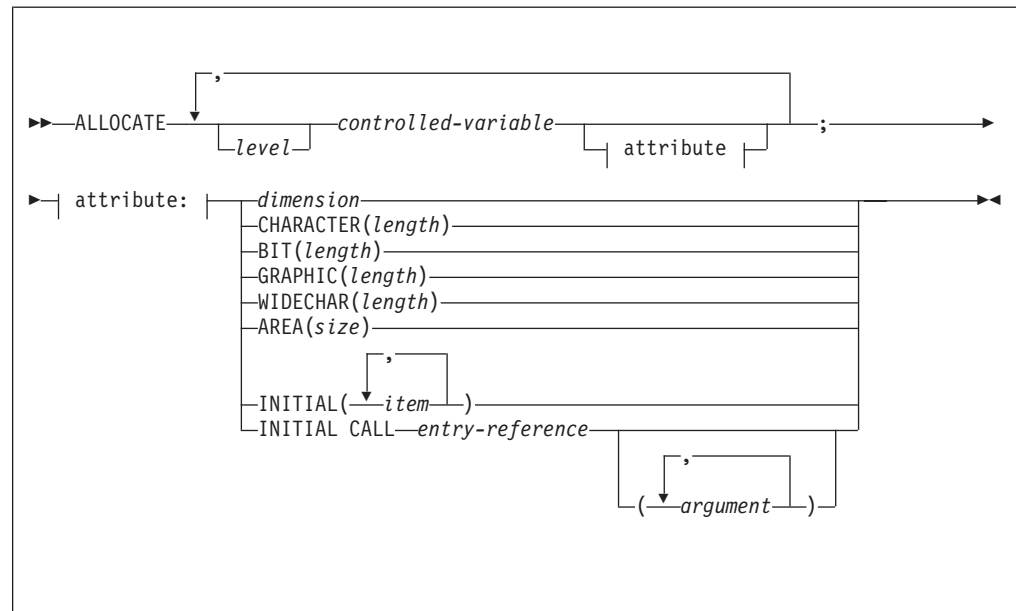 ,
ALLOCATE controlled-variable ;
level attribute
attribute: dimension
CHARACTER(length)
BIT(length)
GRAPHIC(length)
WIDECHAR(length)
AREA(size)
,
INITIAL( item )
INITIAL CALL entry-reference
,
( argument )